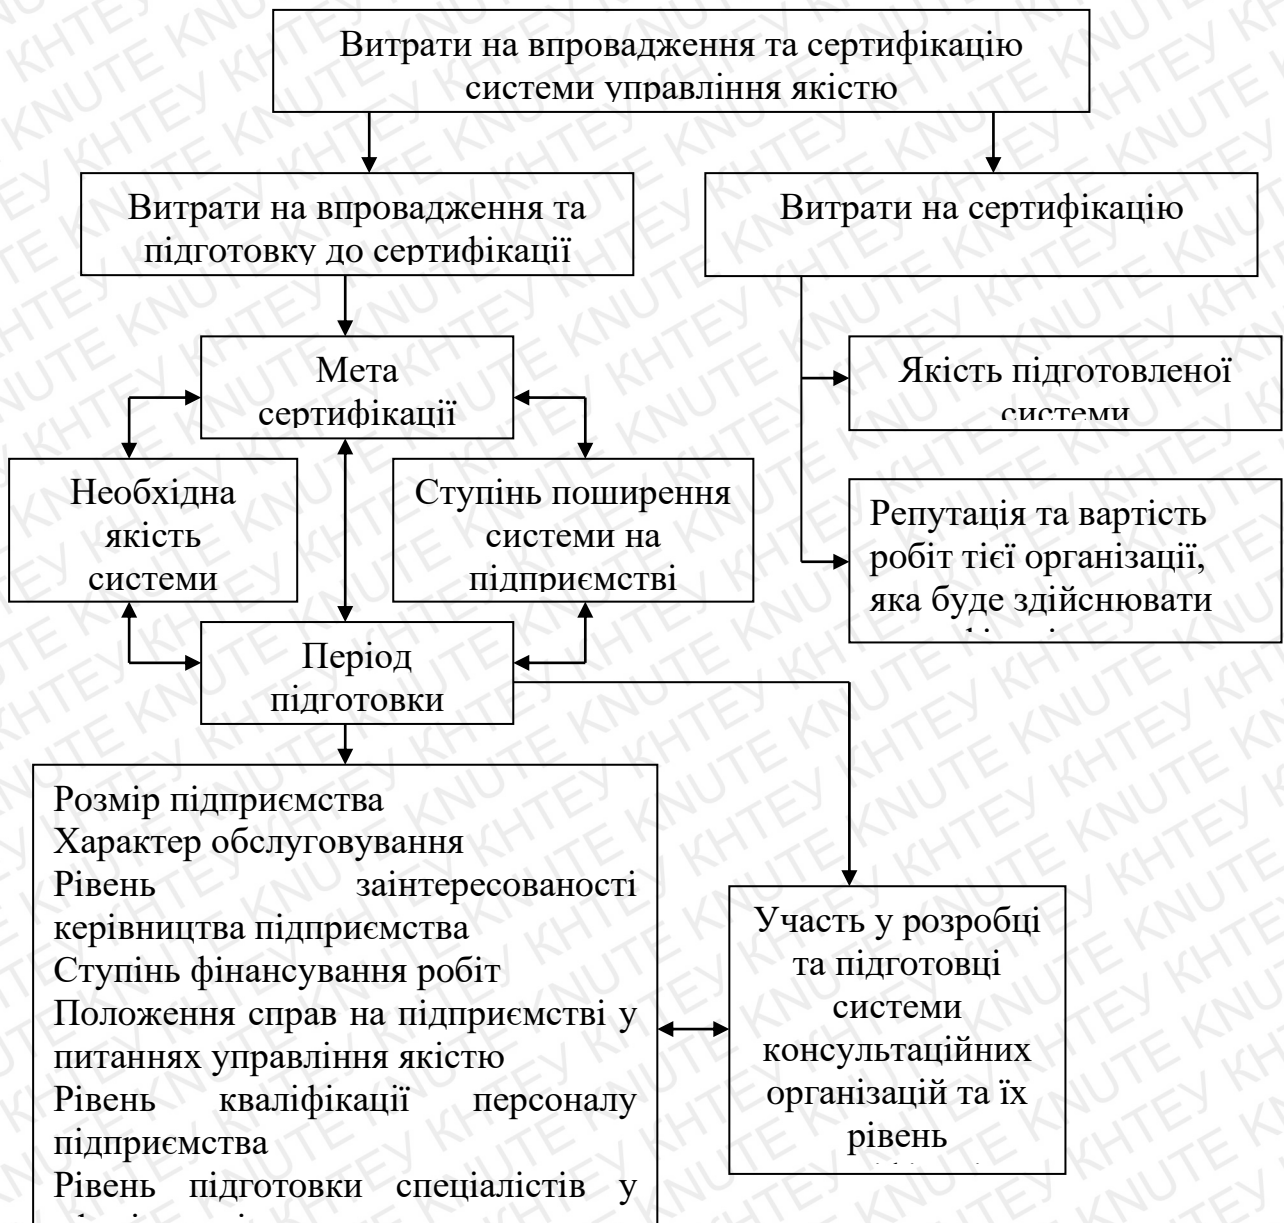 Витрати на впровадження та сертифікацію
системи управління якістю
Витрати на впровадження та
підготовку до сертифікації
Витрати на сертифікацію
Мета
сертифікації
Якість підготовленої
системи
Необхідна
якість
системи
Ступінь поширення
системи на
підприємстві
Репутація та вартість
робіт тієї організації,
яка буде здійснювати
Період
підготовки
Розмір підприємства
Характер обслуговування
Рівень заінтересованості
керівництва підприємства
Ступінь фінансування робіт
Положення справ на підприємстві у
питаннях управління якістю
Рівень кваліфікації персоналу
підприємства
Рівень підготовки спеціалістів у
Участь у розробці
та підготовці
системи
консультаційних
організацій та їх
рівень